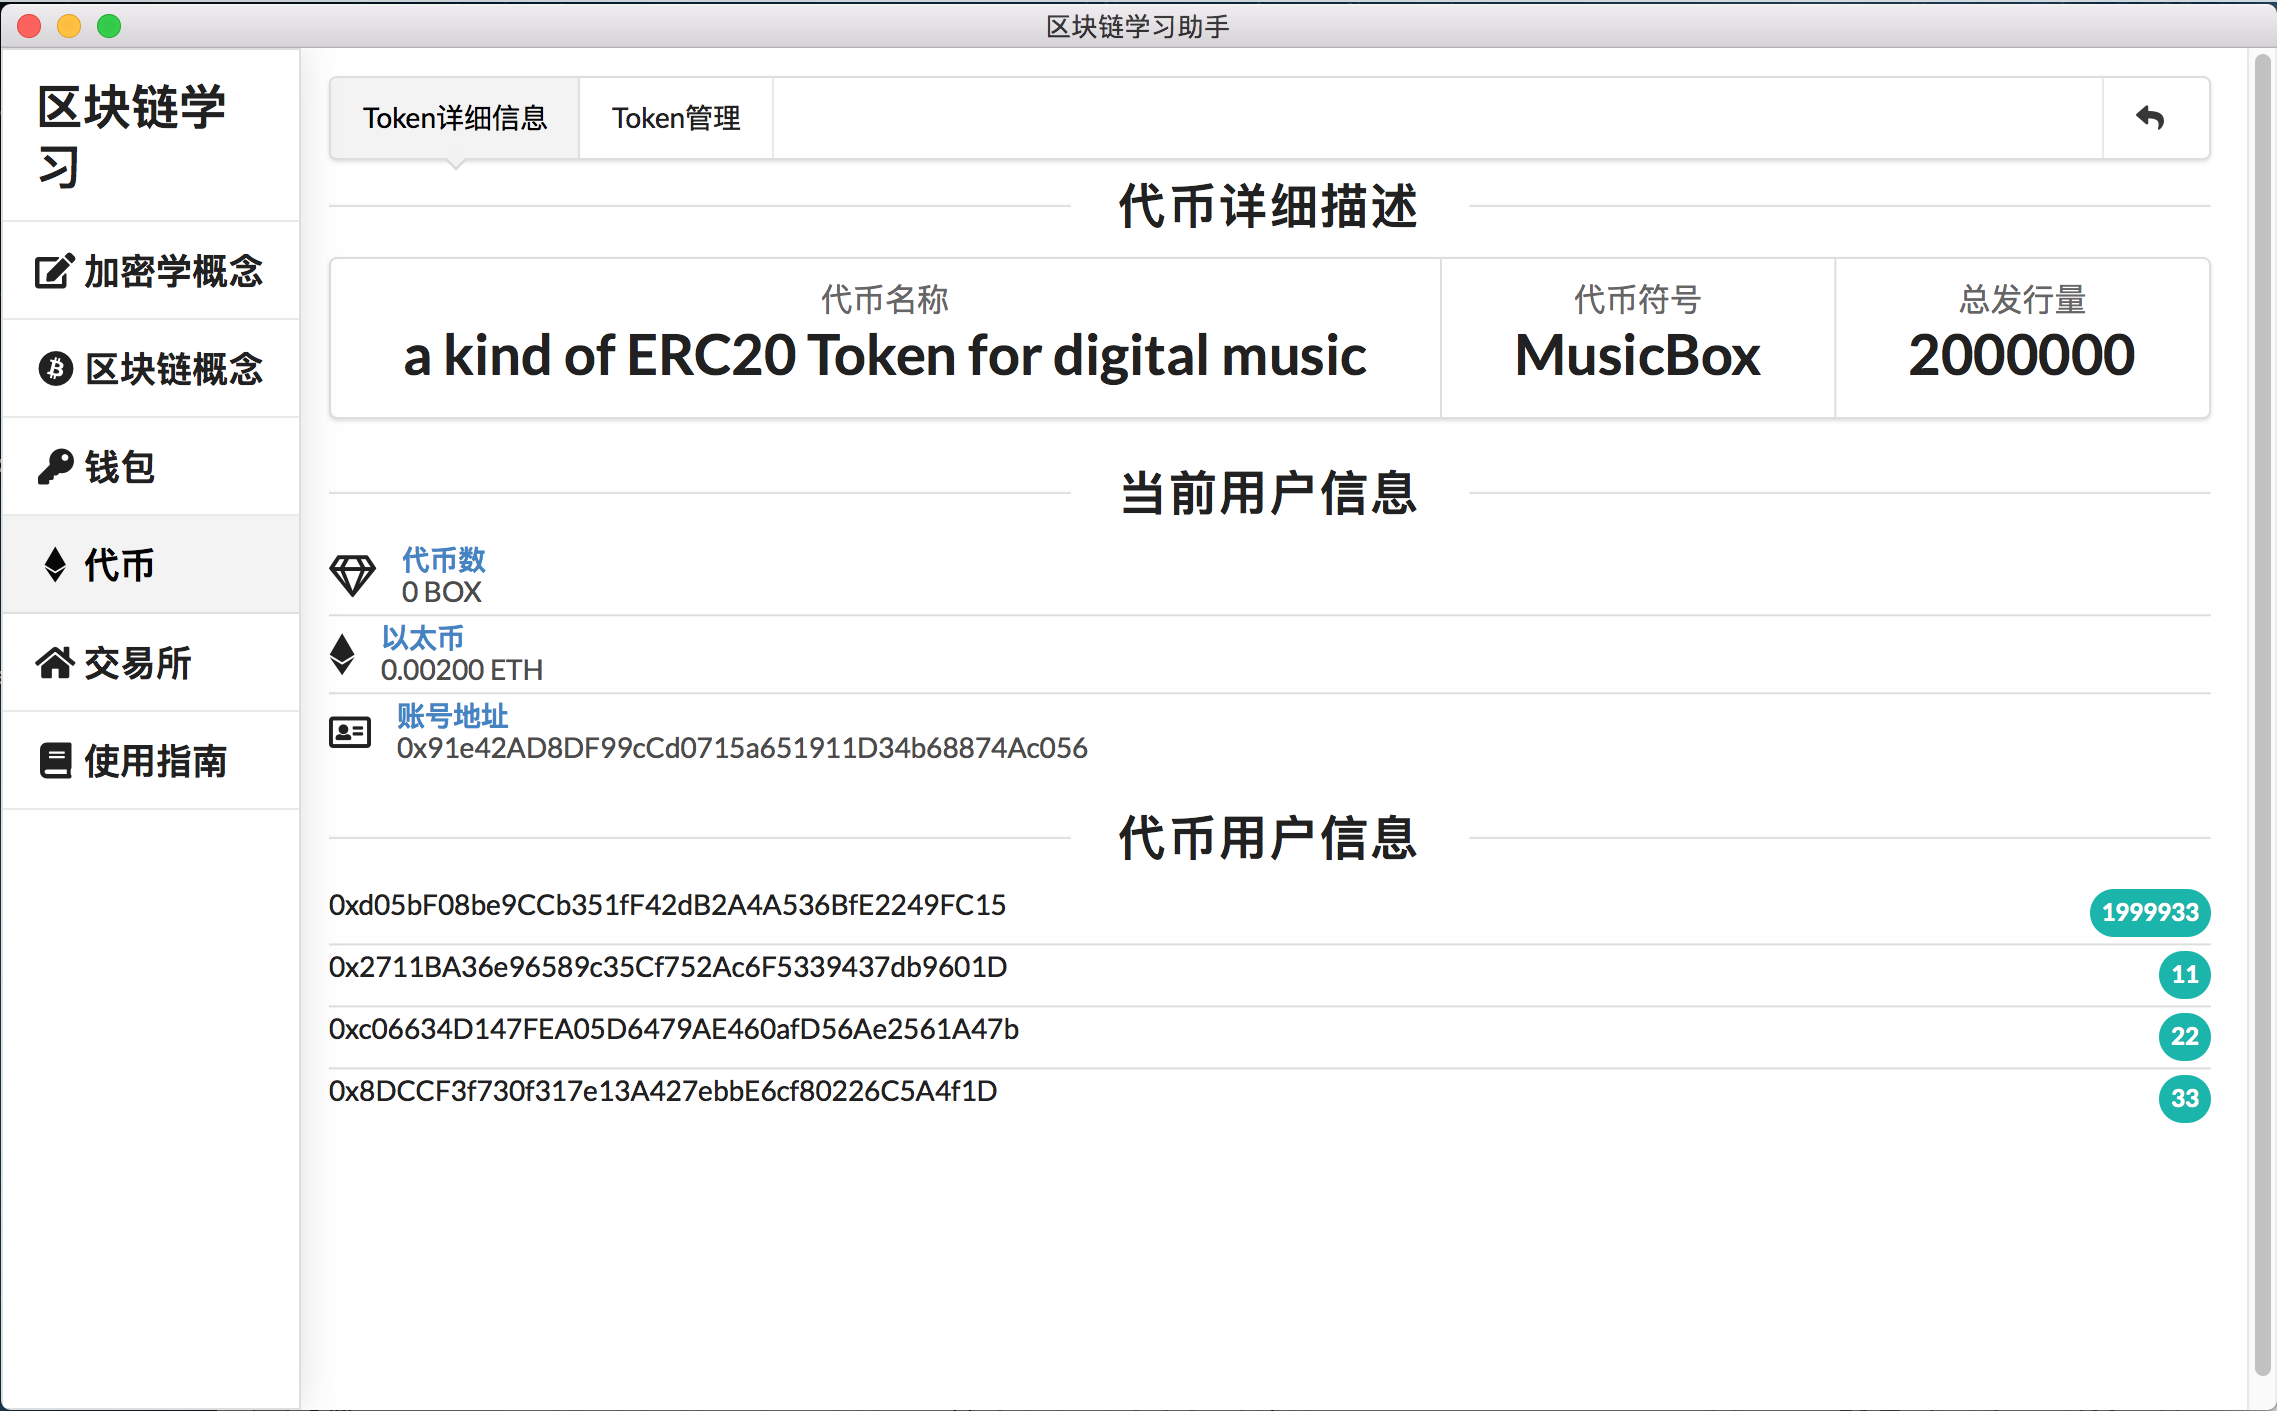 区块链学习助手
区块链学
习
加密学概念
区块链概念
钱包
代币
交易所
使用指南
Token详细信息
Token管理
代币详细描述
代币名称
a kind of ERC20 Token for digital music
代币符号
MusicBox
总发行量
2000000
当前用户信息
代币数
0 BOX
以太币
0.00200 ETH
账号地址
0x91e42AD8DF99cCd0715a651911D34b68874Ac056
代币用户信息
0xd05bF08be9CCb351fF42dB2A4A536BfE2249FC15
1999933
0x2711BA36e96589c35Cf752Ac6F5339437db9601D
11
0xc06634D147FEA05D6479AE460afD56Ae2561A47b
22
0x8DCCF3f730f317e13A427ebbE6cf80226C5A4f1D
33